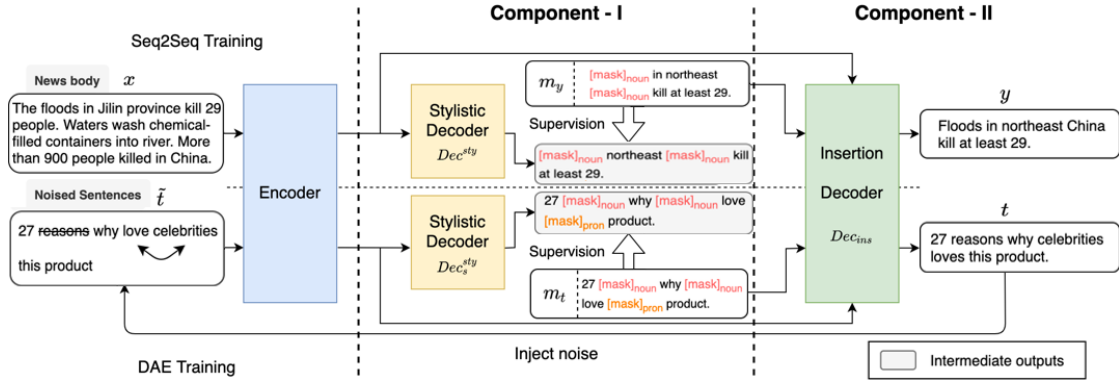 Component - I
Component - II
Seq2Seq Training
News body
x
The floods in Jilin province kill 29
people. Waters wash chemical-
filled containers into river. More
than 900 people killed in China.
Noised Sentences
t̃
27 reasons why love celebrities
this product
DAE Training
Encoder
Stylistic
Decoder
Dec^sty
Stylistic
Decoder
Dec_s^sty
m_y
[mask]noun in northeast
[mask]noun kill at least 29.
Supervision
[mask]noun northeast [mask]noun kill
at least 29.
27 [mask]noun why [mask]noun love
[mask]pron product.
Supervision
m_t
27 [mask]noun why [mask]noun
love [mask]pron product.
Inject noise
Insertion
Decoder
Dec_ins
y
Floods in northeast China
kill at least 29.
t
27 reasons why celebrities
loves this product.
Intermediate outputs